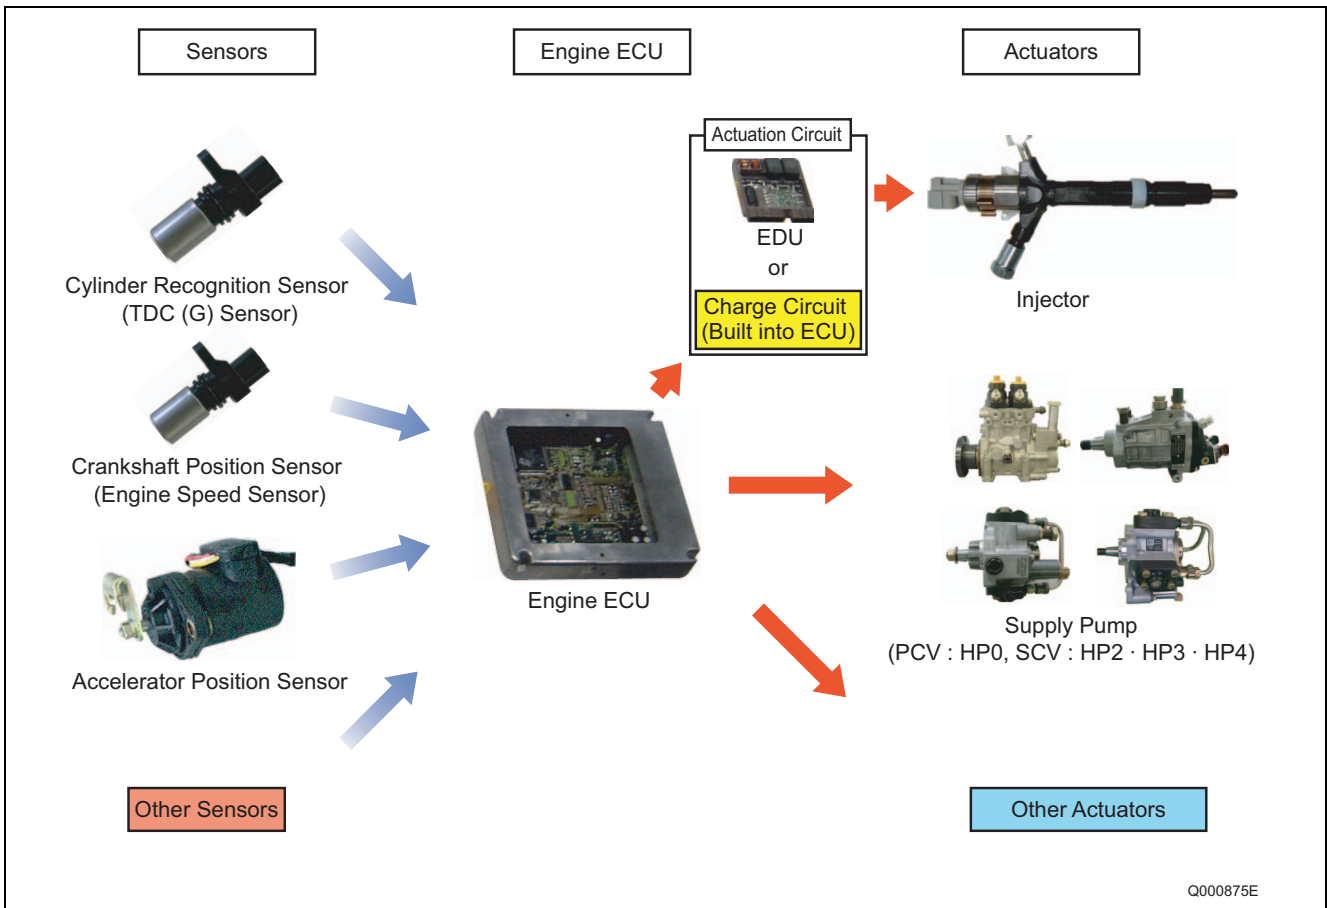 Sensors
Engine ECU
Actuators
Actuation Circuit
EDU
or
Charge Circuit
(Built into ECU)
Injector
Cylinder Recognition Sensor
(TDC (G) Sensor)
Crankshaft Position Sensor
(Engine Speed Sensor)
Engine ECU
Supply Pump
(PCV : HP0, SCV : HP2 · HP3 · HP4)
Accelerator Position Sensor
Other Sensors
Other Actuators
Q000875E